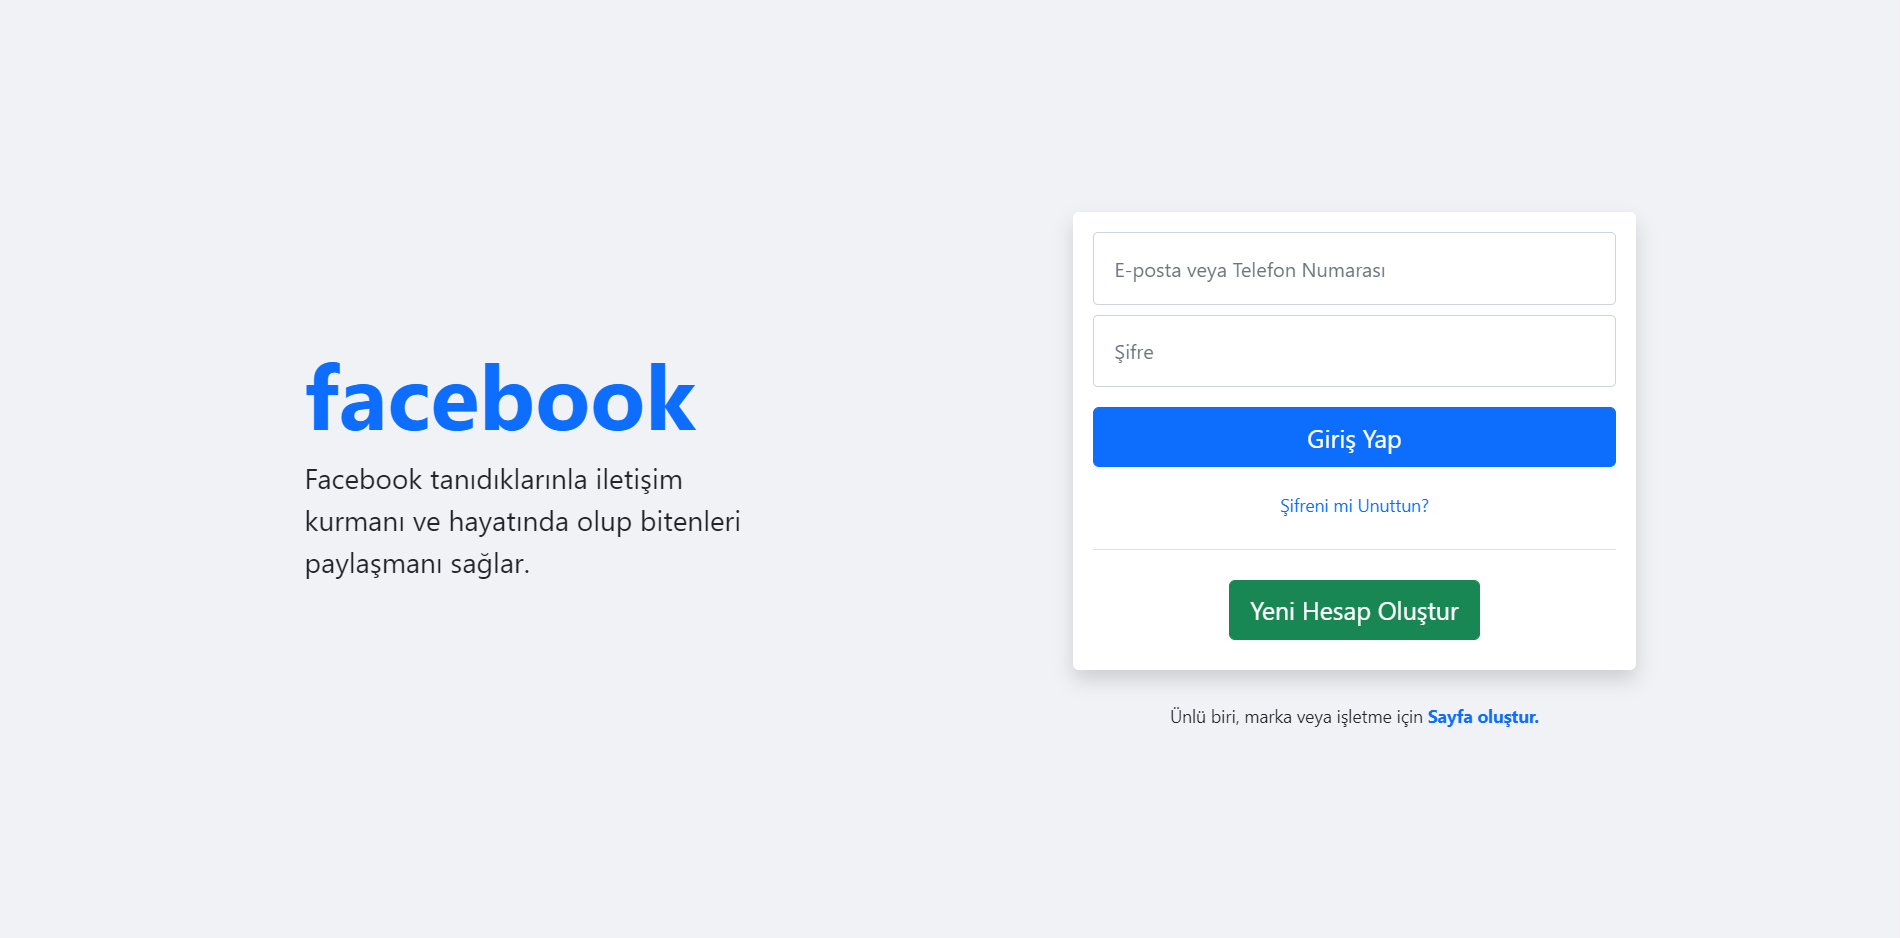 facebook
Facebook tanıdıklarınla iletişim
kurmanı ve hayatında olup bitenleri
paylaşmanı sağlar.
E-posta veya Telefon Numarası
Şifre
Giriş Yap
Şifreni mi Unuttun?
Yeni Hesap Oluştur
Ünlü biri, marka veya işletme için Sayfa oluştur.